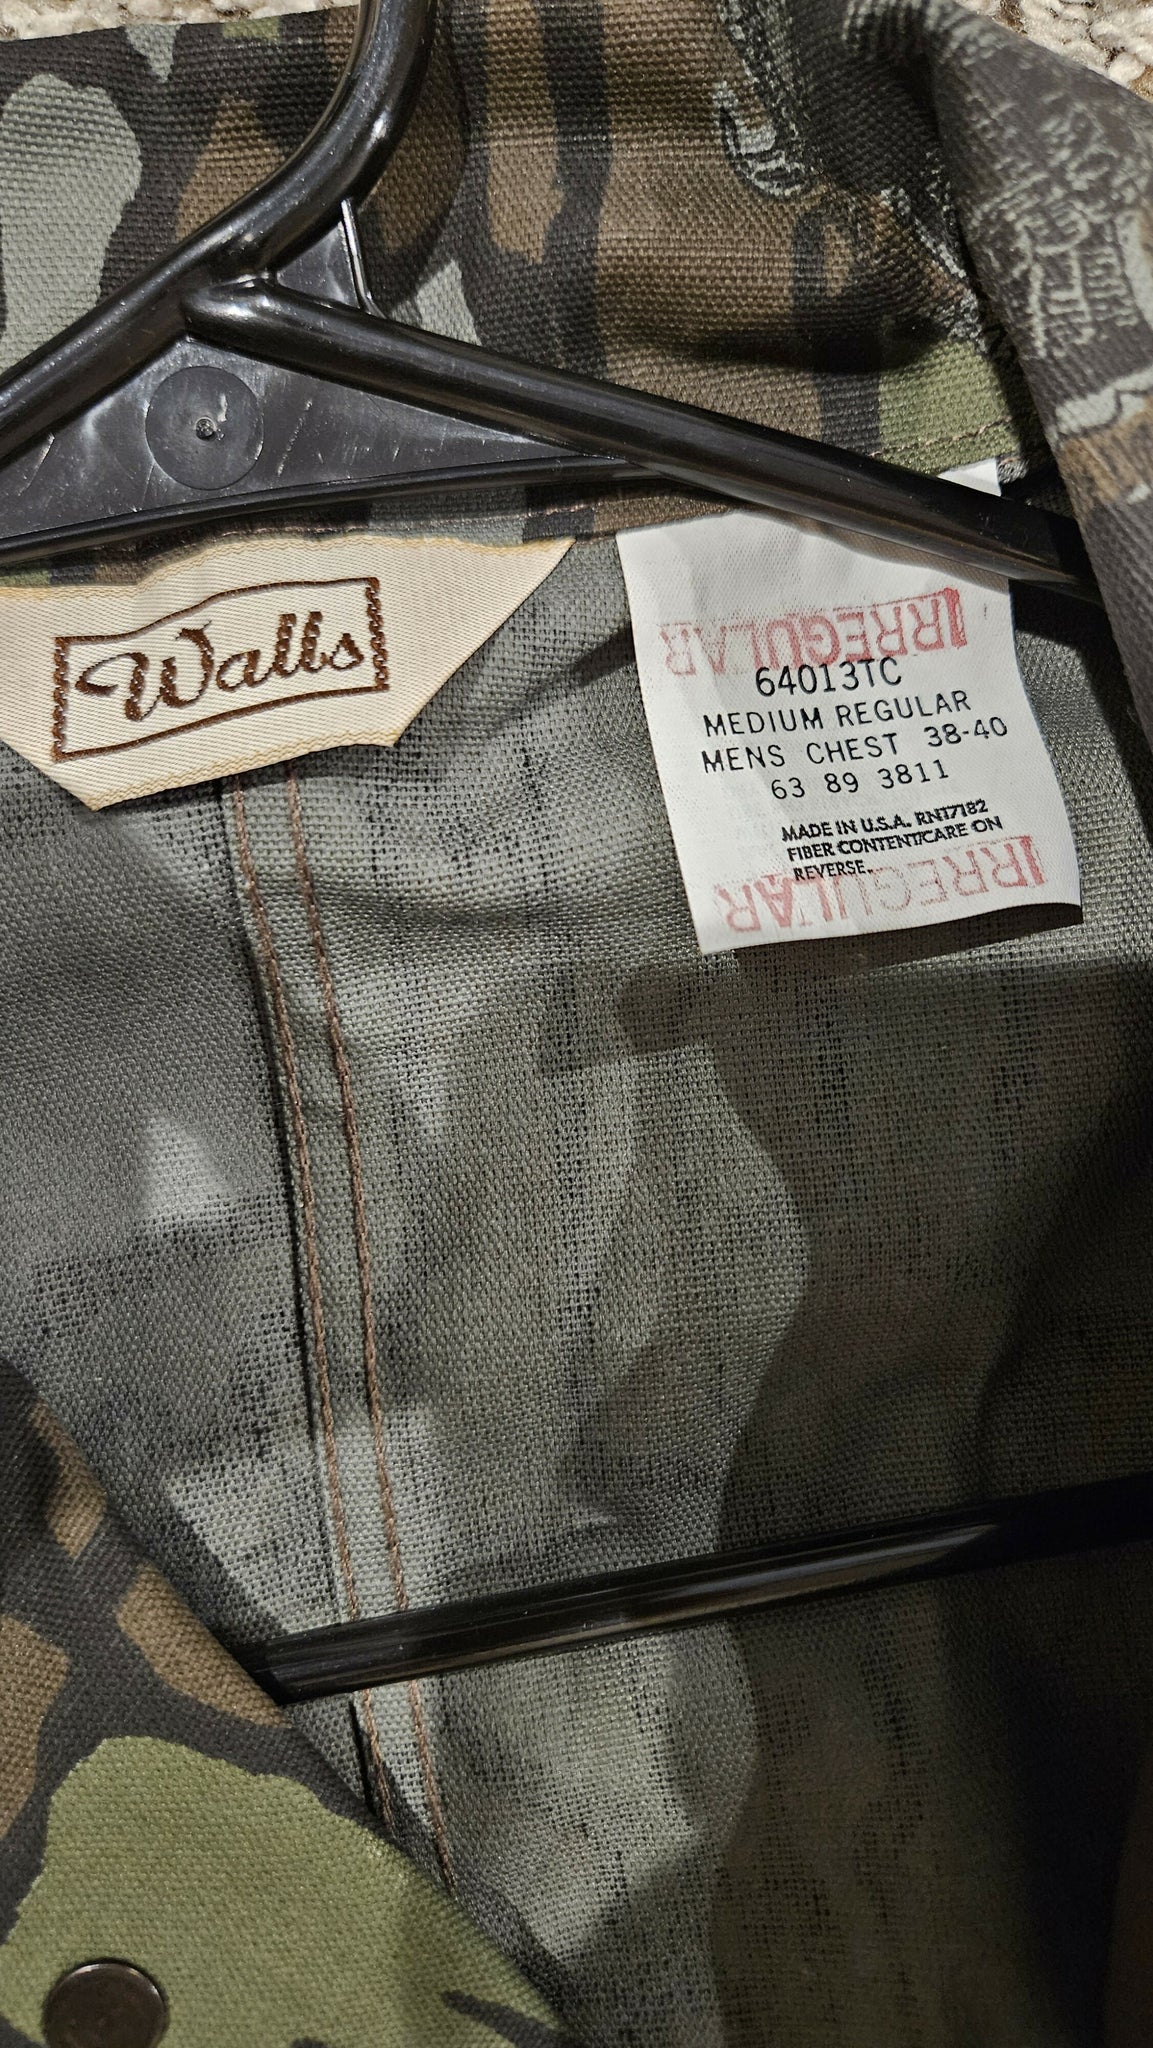 Walls
IRREGULAR
64013TC
MEDIUM REGULAR
MENS CHEST 38-40
63 89 3811
MADE IN U.S.A. RN17182
FIBER CONTENT/CARE ON
REVERSE.
IRREGULAR